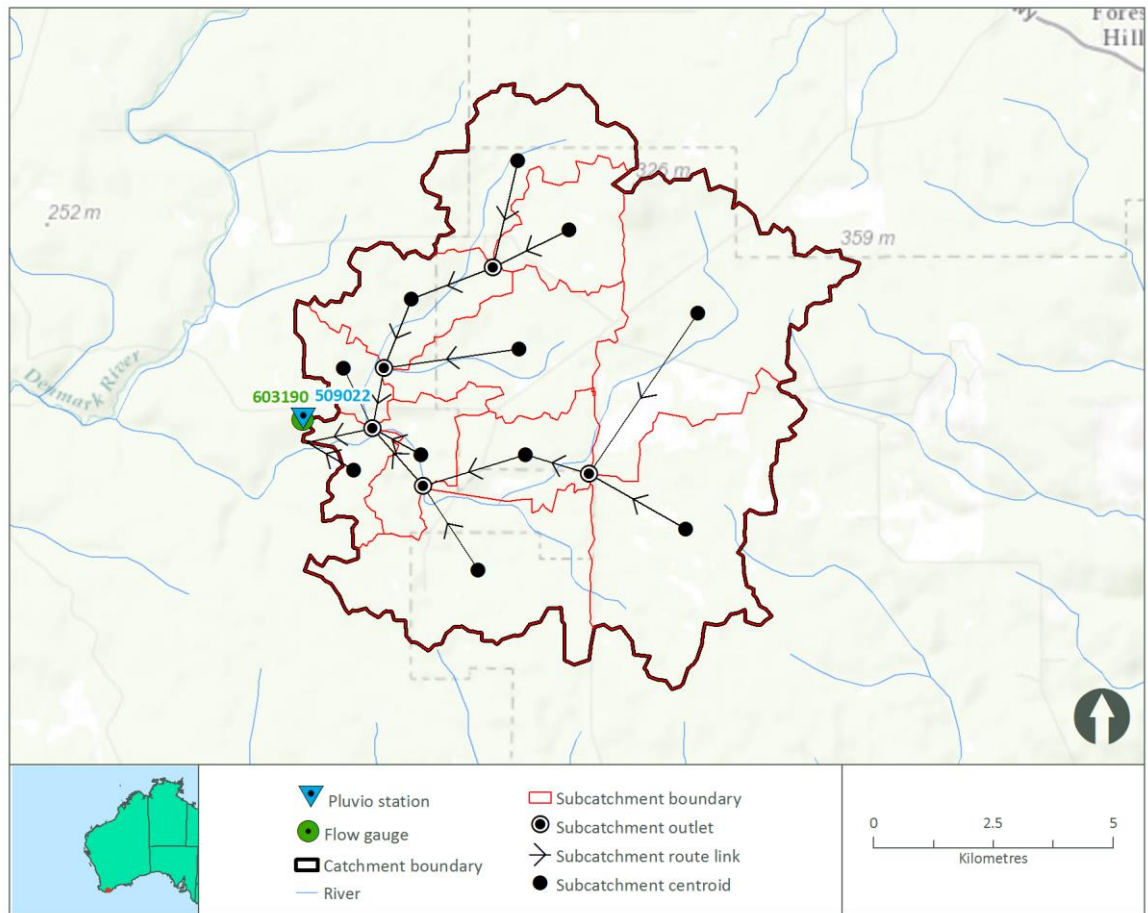 Fores
Hill
326 m
252 m
359 m
Denmark River
603190 509022
Pluvio station
Flow gauge
Catchment boundary
River
Subcatchment boundary
Subcatchment outlet
Subcatchment route link
Subcatchment centroid
0 2.5 5
Kilometres